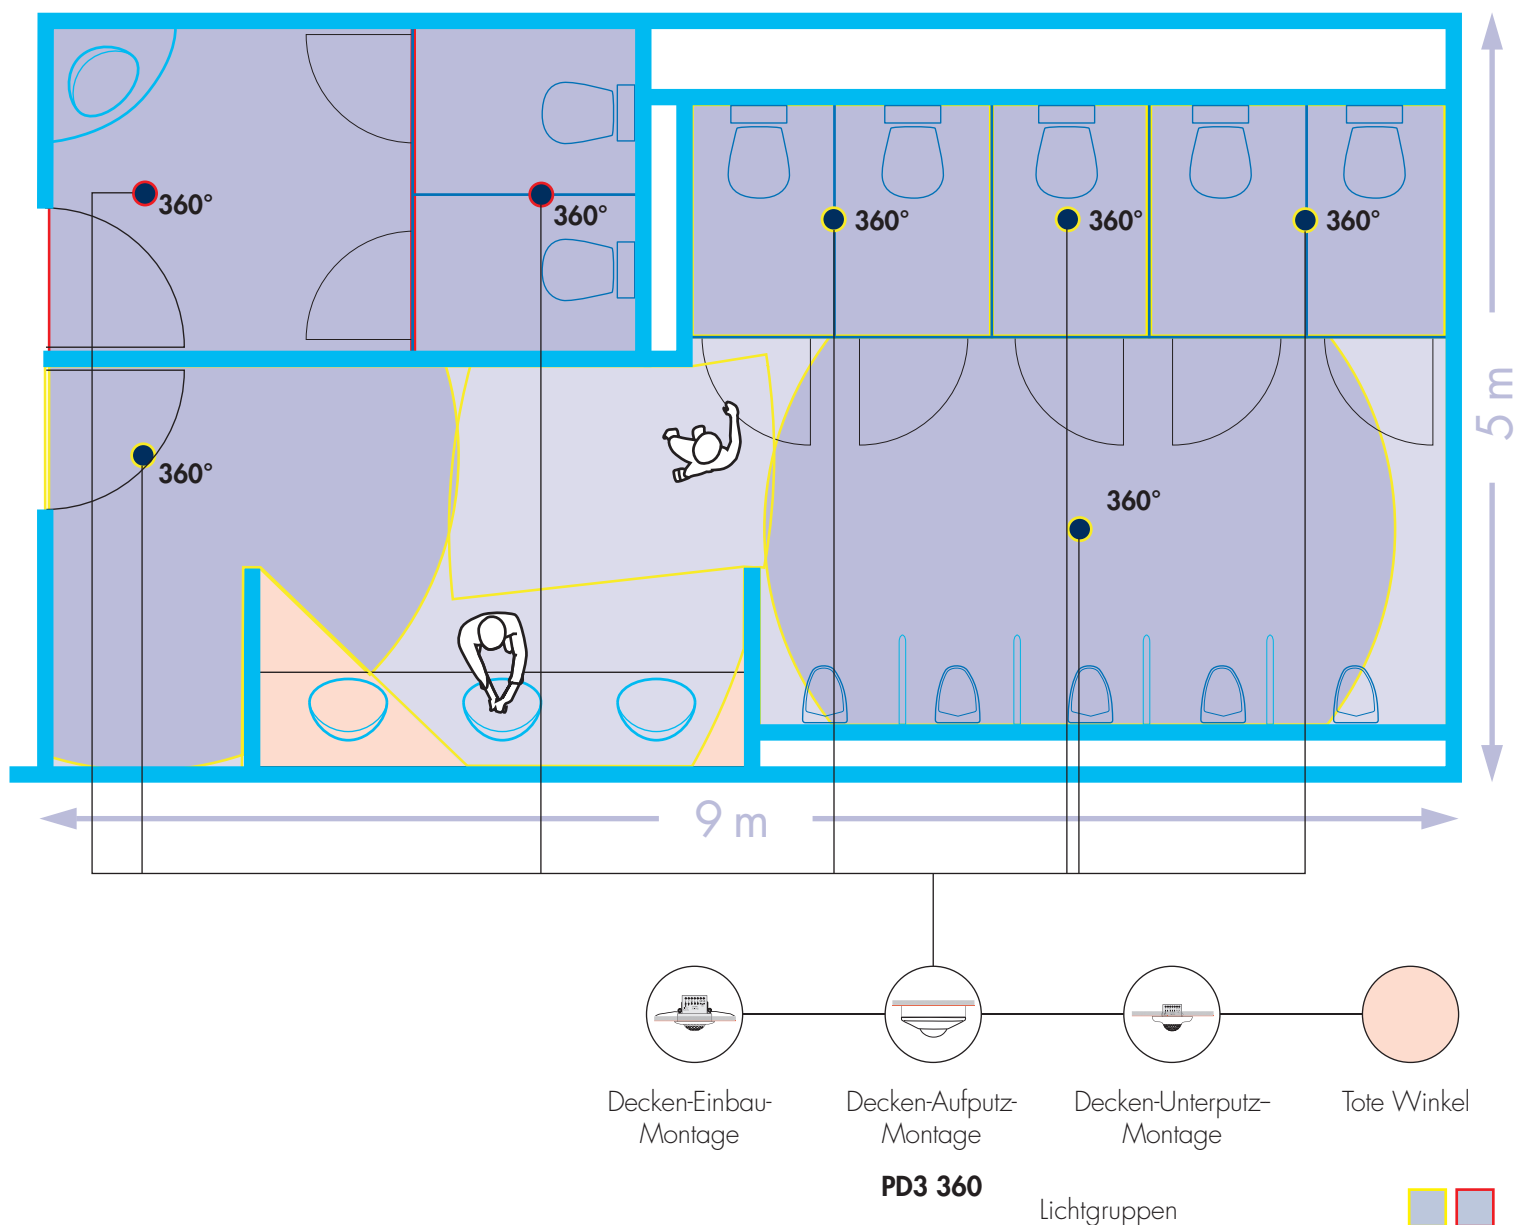 360°
360°
360°
360°
360°
360°
360°
5 m
9 m
Decken-Einbau-
Montage
Decken-Aufputz-
Montage
Decken-Unterputz–
Montage
Tote Winkel
PD3 360
Lichtgruppen